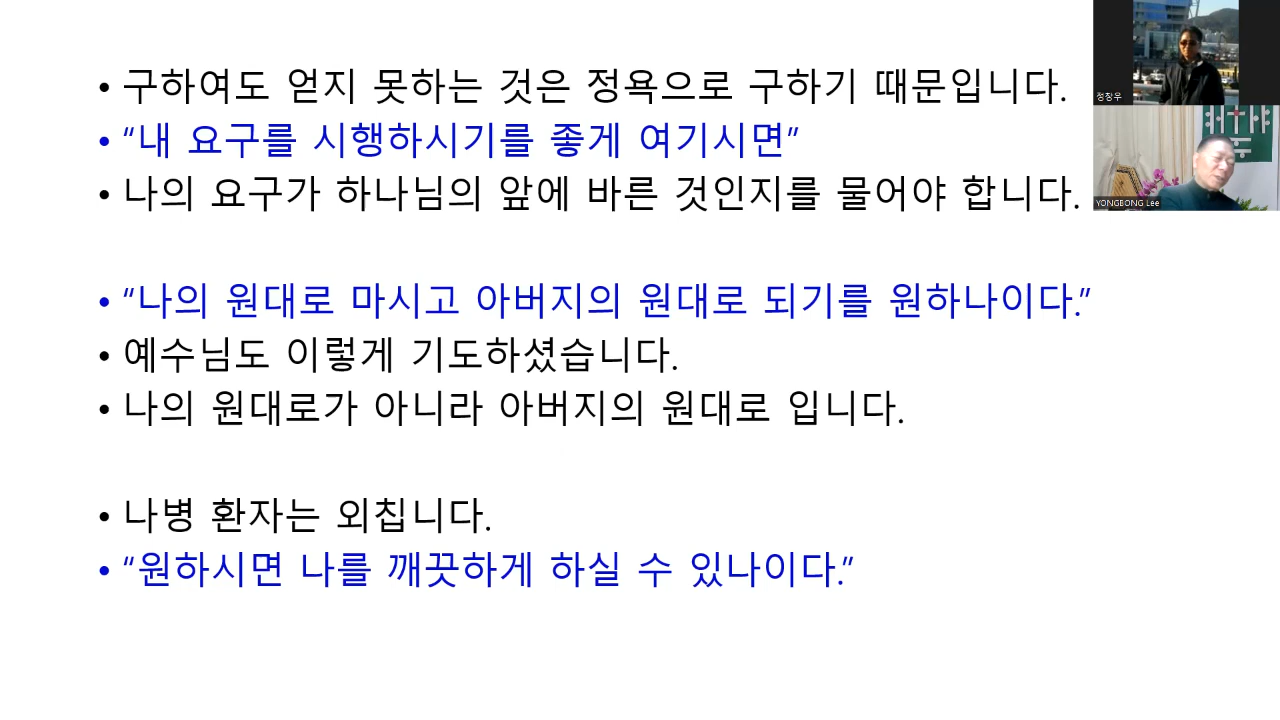 • 구하여도 얻지 못하는 것은 정욕으로 구하기 때문입니다.
• “내 요구를 시행하시기를 좋게 여기시면”
• 나의 요구가 하나님의 앞에 바른 것인지를 물어야 합니다.
• “나의 원대로 마시고 아버지의 원대로 되기를 원하나이다.”
• 예수님도 이렇게 기도하셨습니다.
• 나의 원대로가 아니라 아버지의 원대로 입니다.
• 나병 환자는 외칩니다.
• “원하시면 나를 깨끗하게 하실 수 있나이다.”
정창우
YONGBONG Lee